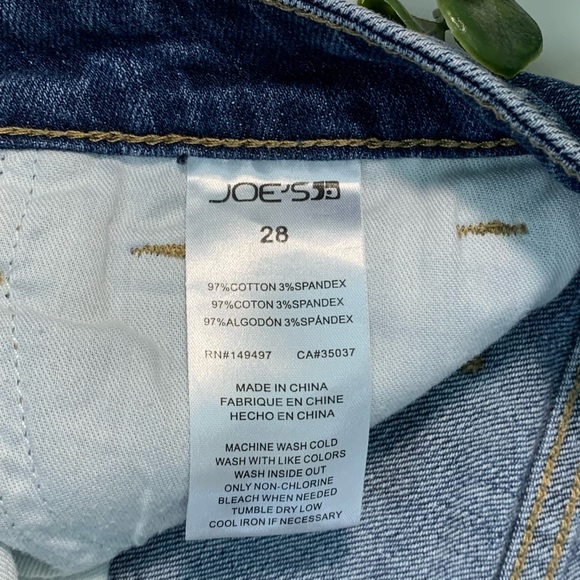 JOE'S
28
97%COTTON 3%SPANDEX
97%COTON 3%SPANDEX
97%ALGODÓN 3%SPÁNDEX
RN#149497 CA#35037
MADE IN CHINA
FABRIQUE EN CHINE
HECHO EN CHINA
MACHINE WASH COLD
WASH WITH LIKE COLORS
WASH INSIDE OUT
ONLY NON-CHLORINE
BLEACH WHEN NEEDED
TUMBLE DRY LOW
COOL IRON IF NECESSARY